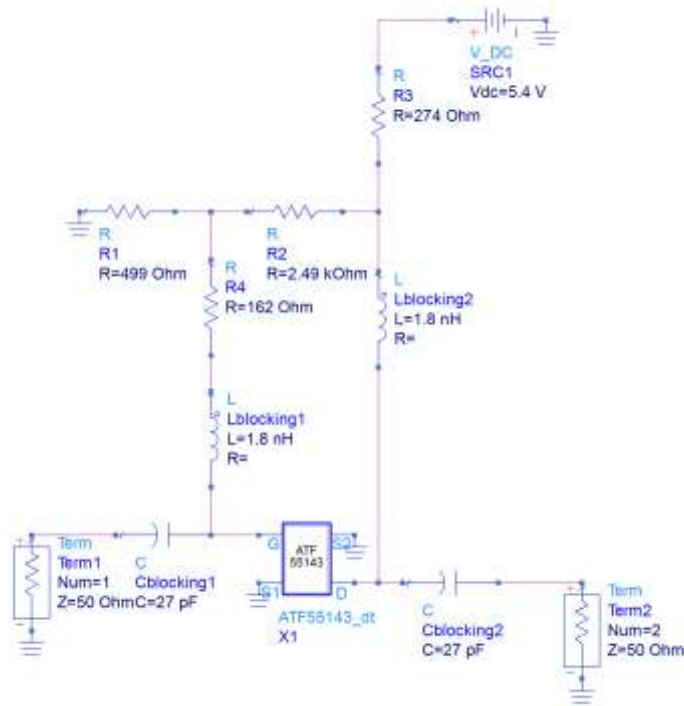 V_DC
SRC1
Vdc=5.4 V
R
R3
R=274 Ohm
R
R1
R=499 Ohm
R
R2
R=2.49 kOhm
R
R4
R=162 Ohm
L
Lblocking2
L=1.8 nH
R=
L
Lblocking1
L=1.8 nH
R=
G
S2
ATF
55143
S1
D
ATF55143_dt
X1
Term
Term1
Num=1
Z=50 Ohm
C
Cblocking1
C=27 pF
C
Cblocking2
C=27 pF
Term
Term2
Num=2
Z=50 Ohm